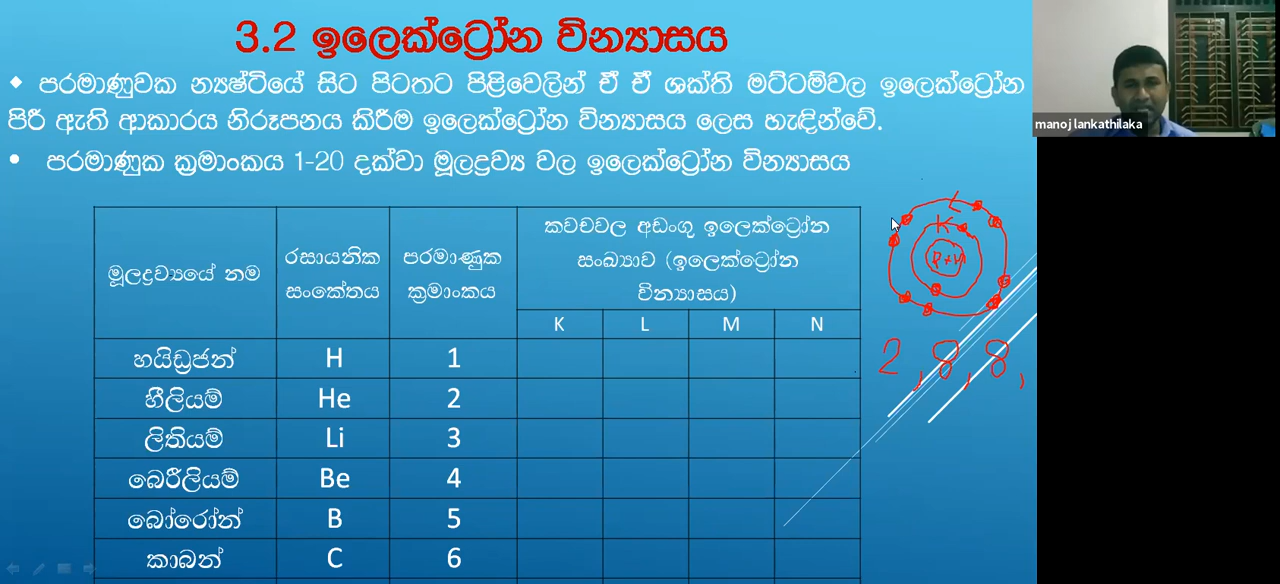 3.2 ඉලෙක්ට්‍රෝන වින්‍යාසය
පරමාණුවක න්‍යෂ්ටියේ සිට පිටතට පිළිවෙලින් ඒ ඒ ශක්ති මට්ටම්වල ඉලෙක්ට්‍රෝන
පිරී ඇති ආකාරය නිරූපනය කිරීම ඉලෙක්ට්‍රෝන වින්‍යාසය ලෙස හැඳින්වේ.
පරමාණුක ක්‍රමාංකය 1-20 දක්වා මූලද්‍රව්‍ය වල ඉලෙක්ට්‍රෝන වින්‍යාසය
manoj lankathilaka
මූලද්‍රව්‍යයේ නම
රසායනික
සංකේතය
පරමාණුක
ක්‍රමාංකය
කවචවල අඩංගු ඉලෙක්ට්‍රෝන
සංඛ්‍යාව (ඉලෙක්ට්‍රෝන
වින්‍යාසය)
K L M N
හයිඩ්‍රජන් H 1
හීලියම් He 2
ලිතියම් Li 3
බෙරීලියම් Be 4
බෝරෝන් B 5
කාබන් C 6
L
K
2, 8, 8,